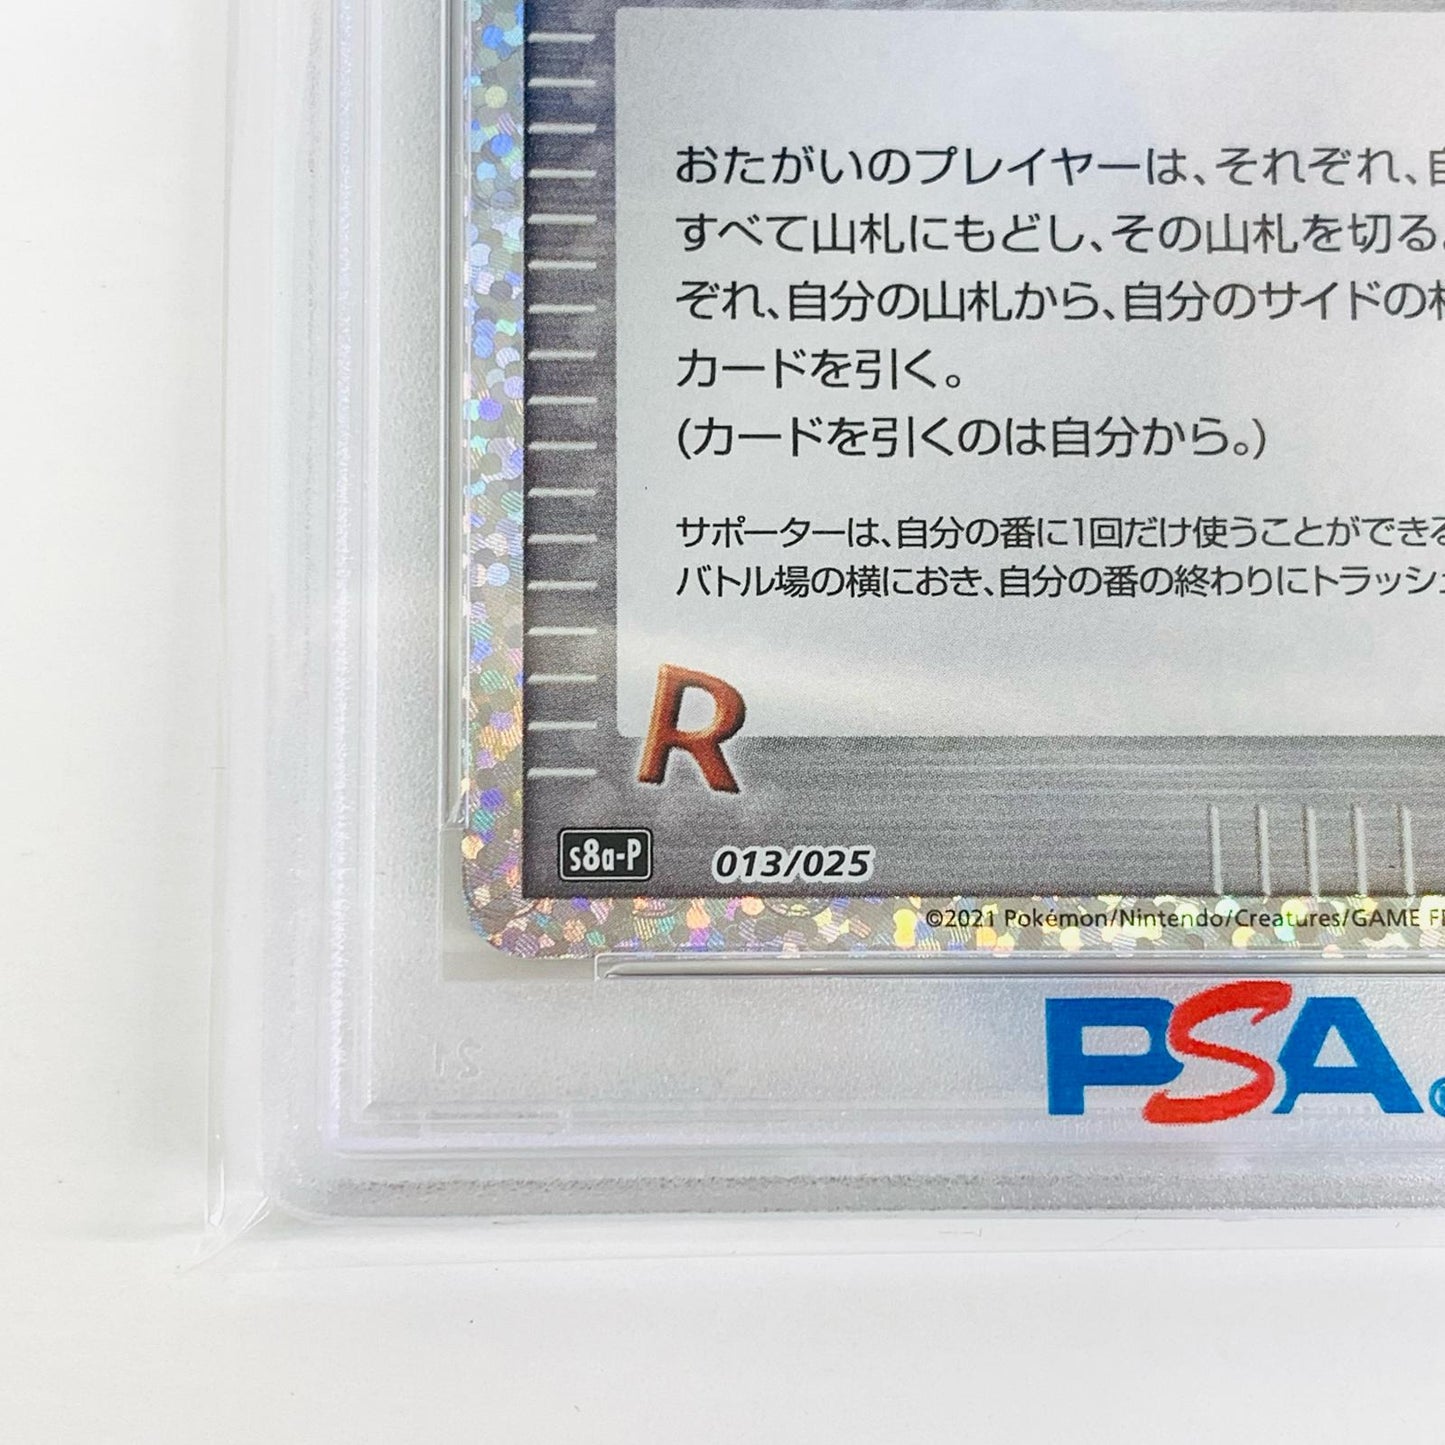 おたがいのプレイヤーは、それぞれ、自
すべて山札にもどし、その山札を切る。
ぞれ、自分の山札から、自分のサイドの
カードを引く。
(カードを引くのは自分から。)
サポーターは、自分の番に1回だけ使うことができる
バトル場の横におき、自分の番の終わりにトラッシュ
R
s8a-P 013/025
©2021 Pokémon/Nintendo/Creatures/GAME FR
PSA®
21